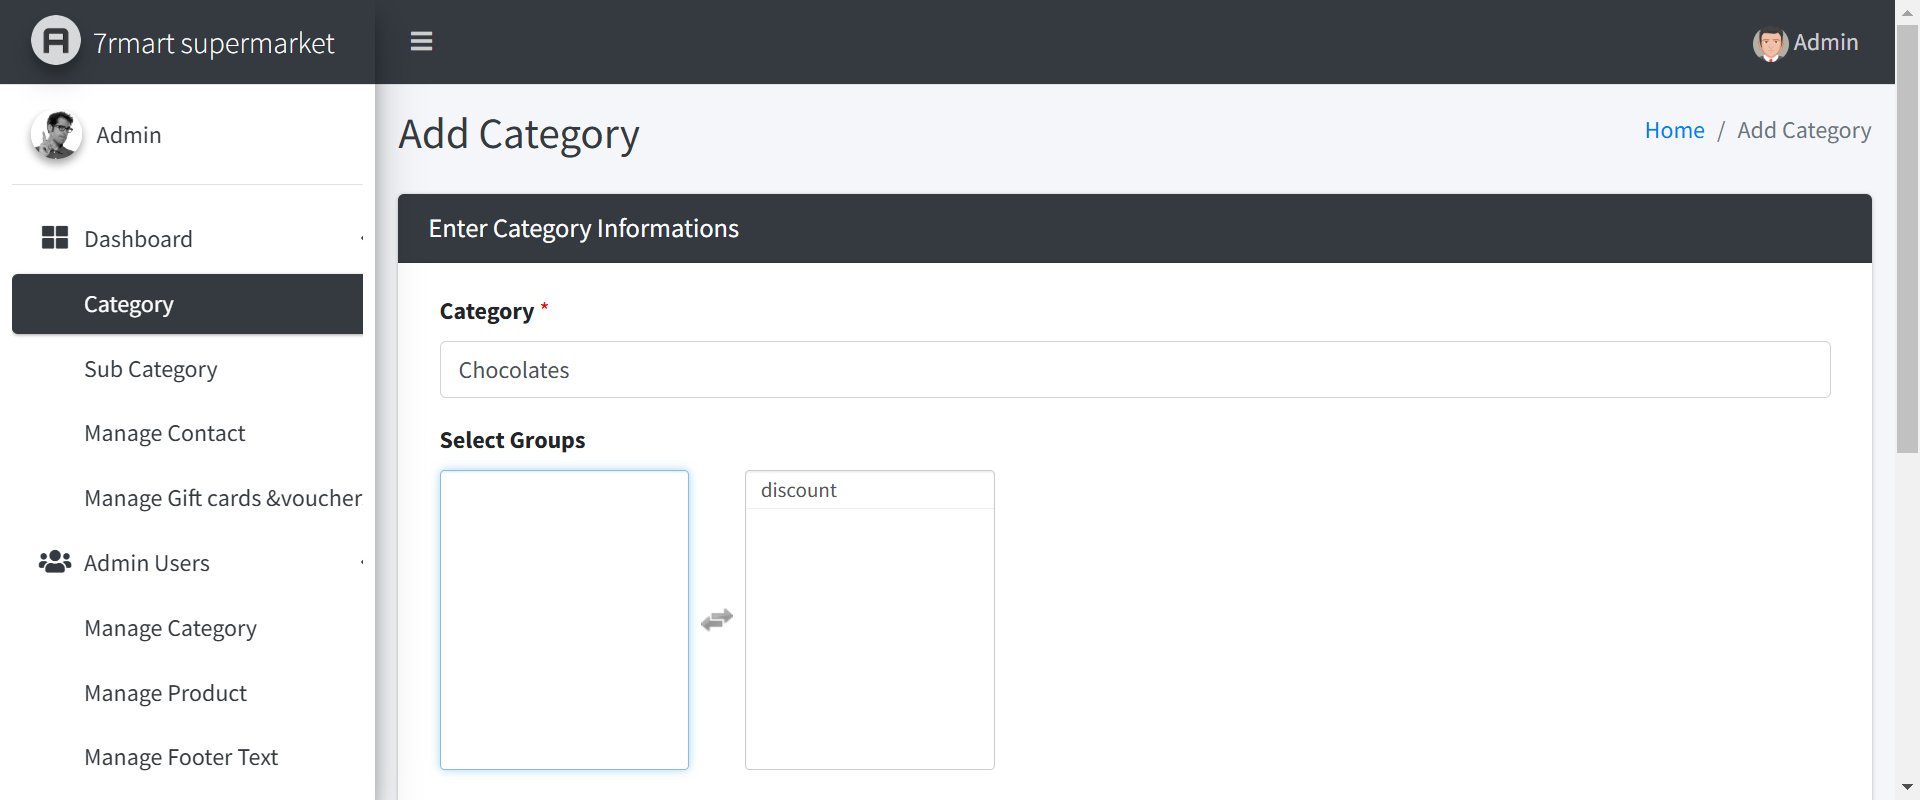 7rmart supermarket
Admin
Admin
Add Category
Home / Add Category
Dashboard
Category
Sub Category
Manage Contact
Manage Gift cards &voucher
Admin Users
Manage Category
Manage Product
Manage Footer Text
Enter Category Informations
Category *
Chocolates
Select Groups
discount